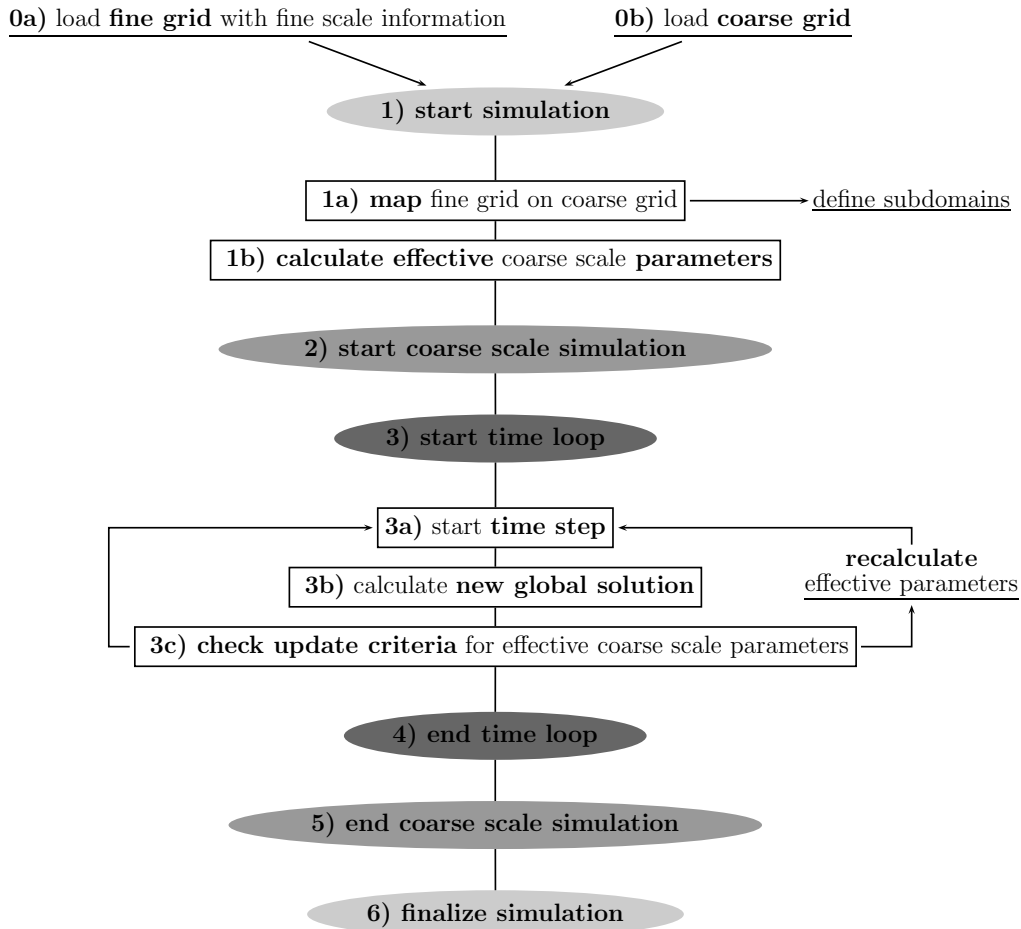 0a) load fine grid with fine scale information
0b) load coarse grid
1) start simulation
1a) map fine grid on coarse grid
define subdomains
1b) calculate effective coarse scale parameters
2) start coarse scale simulation
3) start time loop
3a) start time step
recalculate
effective parameters
3b) calculate new global solution
3c) check update criteria for effective coarse scale parameters
4) end time loop
5) end coarse scale simulation
6) finalize simulation